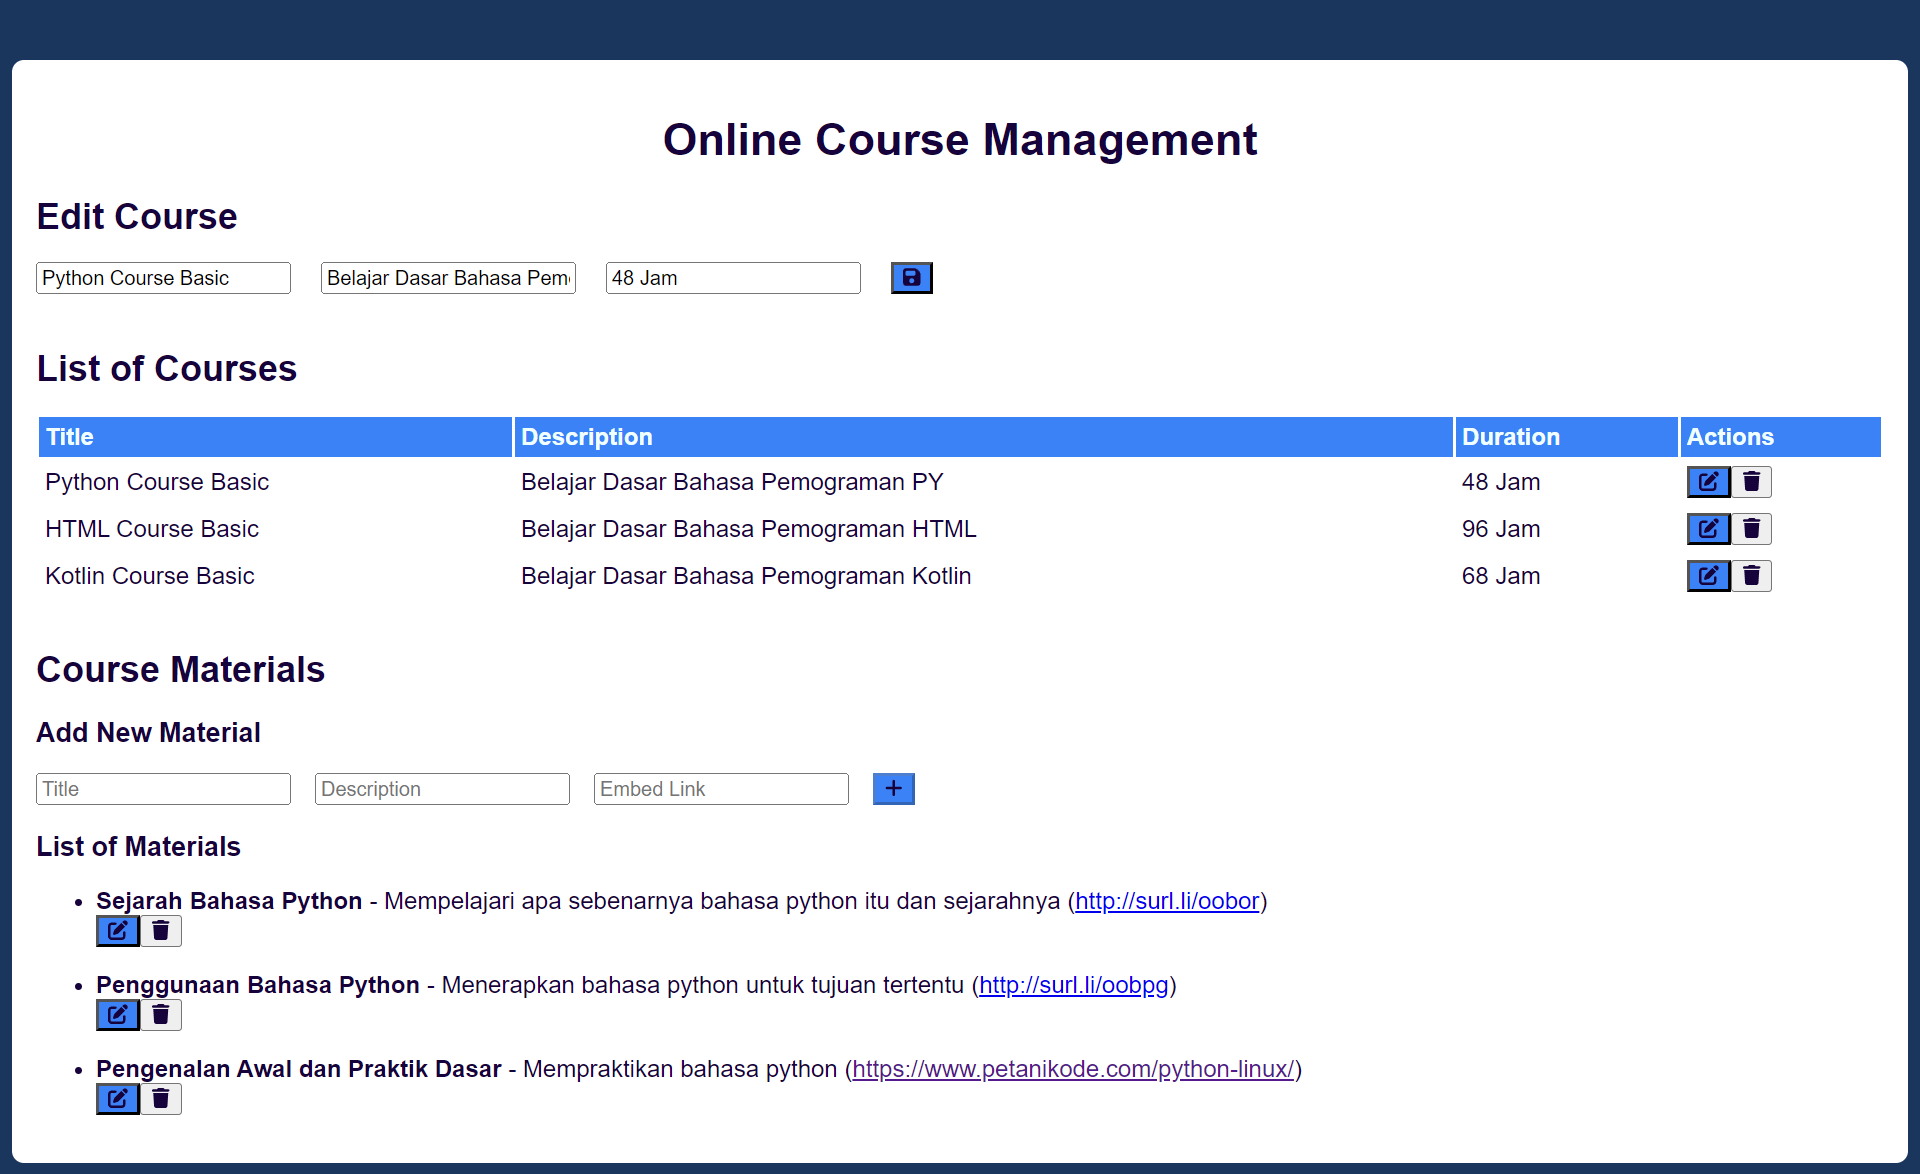 Online Course Management
Edit Course
Python Course Basic Belajar Dasar Bahasa Pem 48 Jam
List of Courses
Title Description Duration Actions
Python Course Basic Belajar Dasar Bahasa Pemograman PY 48 Jam
HTML Course Basic Belajar Dasar Bahasa Pemograman HTML 96 Jam
Kotlin Course Basic Belajar Dasar Bahasa Pemograman Kotlin 68 Jam
Course Materials
Add New Material
Title Description Embed Link
List of Materials
• Sejarah Bahasa Python - Mempelajari apa sebenarnya bahasa python itu dan sejarahnya (http://surl.li/oobor)
• Penggunaan Bahasa Python - Menerapkan bahasa python untuk tujuan tertentu (http://surl.li/oobpg)
• Pengenalan Awal dan Praktik Dasar - Mempraktikan bahasa python (https://www.petanikode.com/python-linux/)